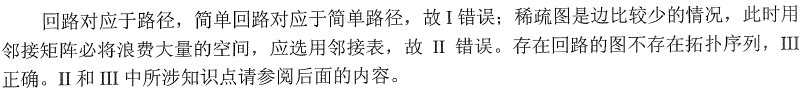 回路对应于路径，简单回路对应于简单路径，故 I 错误；稀疏图是边比较少的情况，此时用
邻接矩阵必将浪费大量的空间，应选用邻接表，故 II 错误。存在回路的图不存在拓扑序列，III
正确。II 和 III 中所涉知识点请参阅后面的内容。